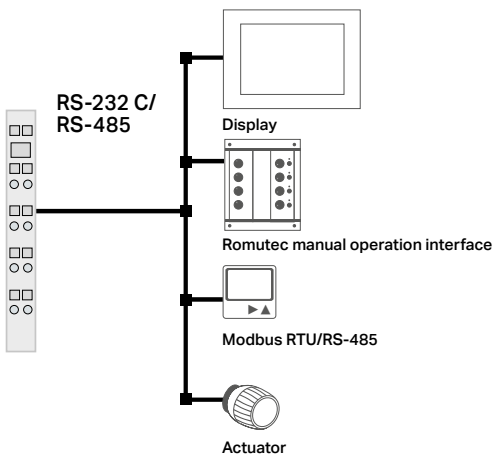 RS-232 C/
RS-485
Display
Romutec manual operation interface
Modbus RTU/RS-485
Actuator